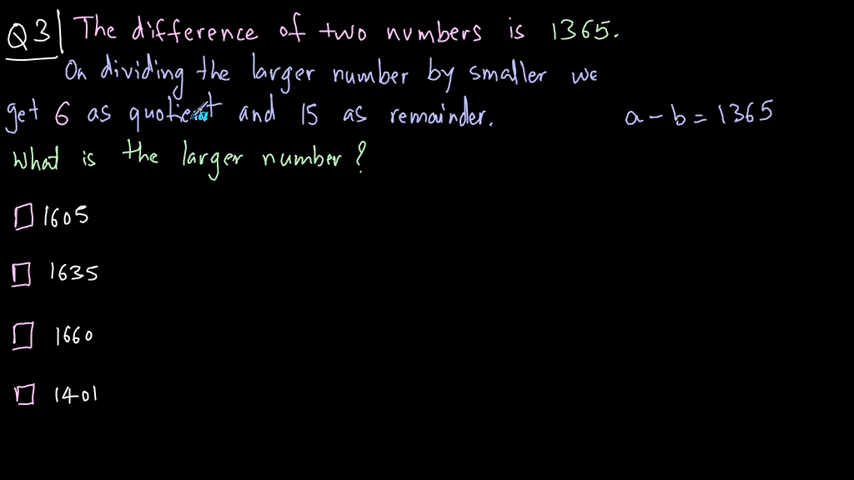 Q3 The difference of two numbers is 1365.
On dividing the larger number by smaller we
get 6 as quotient and 15 as remainder.
a - b = 1365
What is the larger number?
1605
1635
1660
1401